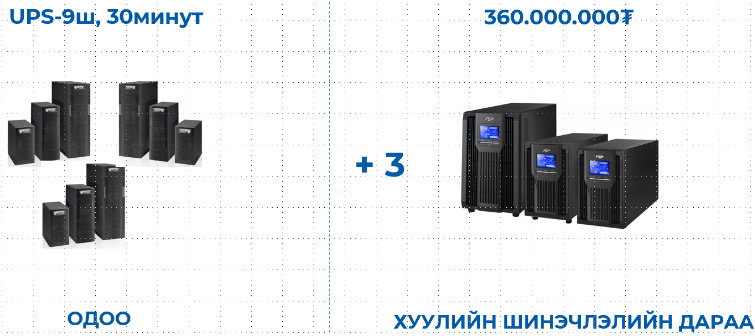 UPS-9ш, 30минут
360.000.000₮
+ 3
ОДОО
ХУУЛИЙН ШИНЭЧЛЭЛИЙН ДАРАА